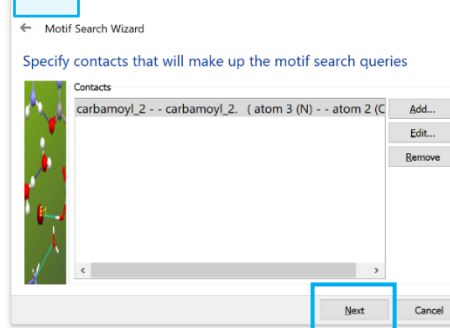 ← Motif Search Wizard
Specify contacts that will make up the motif search queries
Contacts
carbamoyl_2 - - carbamoyl_2. ( atom 3 (N) - - atom 2 (C
Add...
Edit...
Remove
Next
Cancel